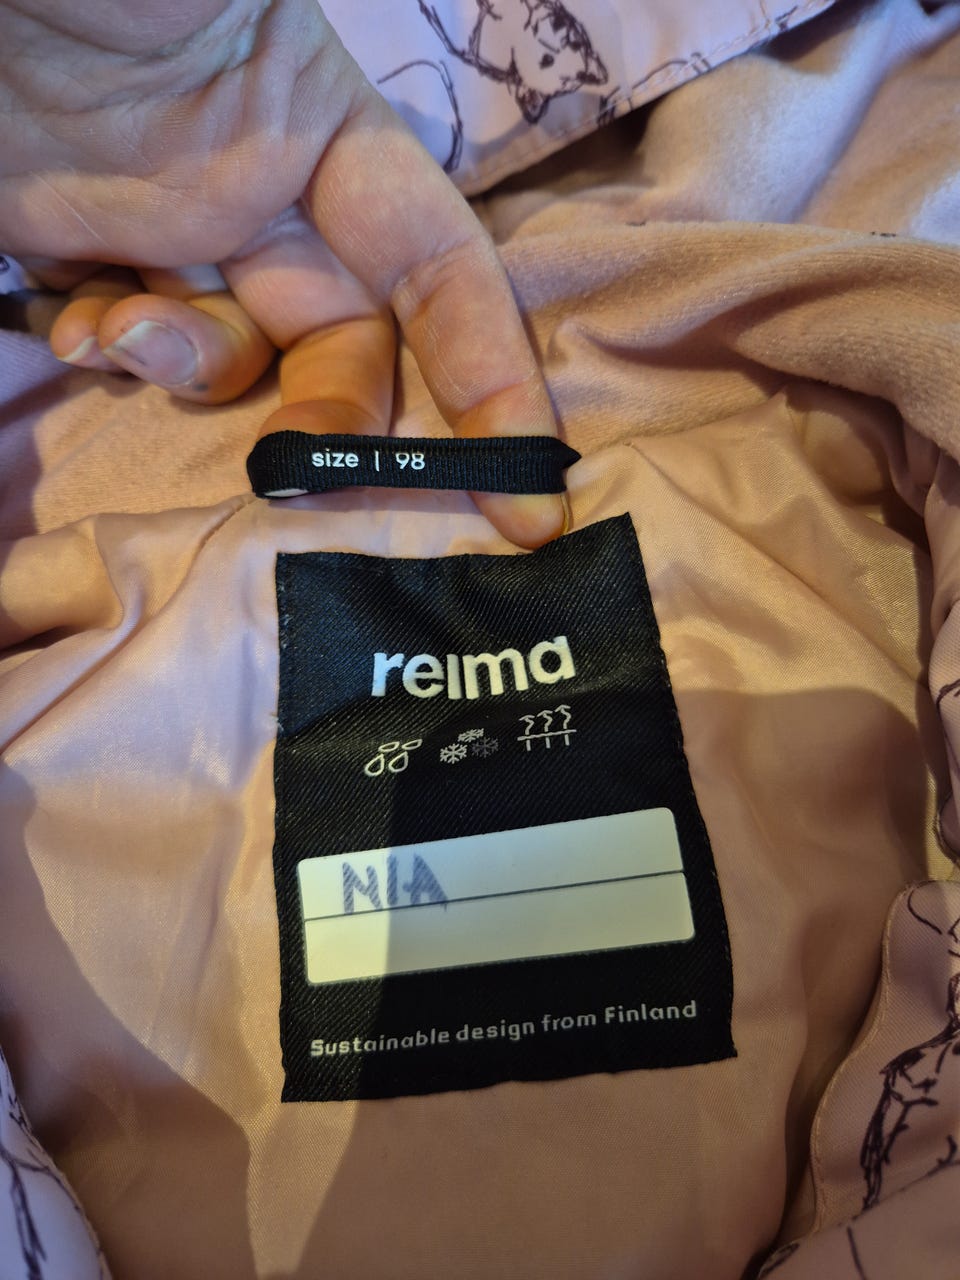 size | 98
reima
NIA
Sustainable design from Finland